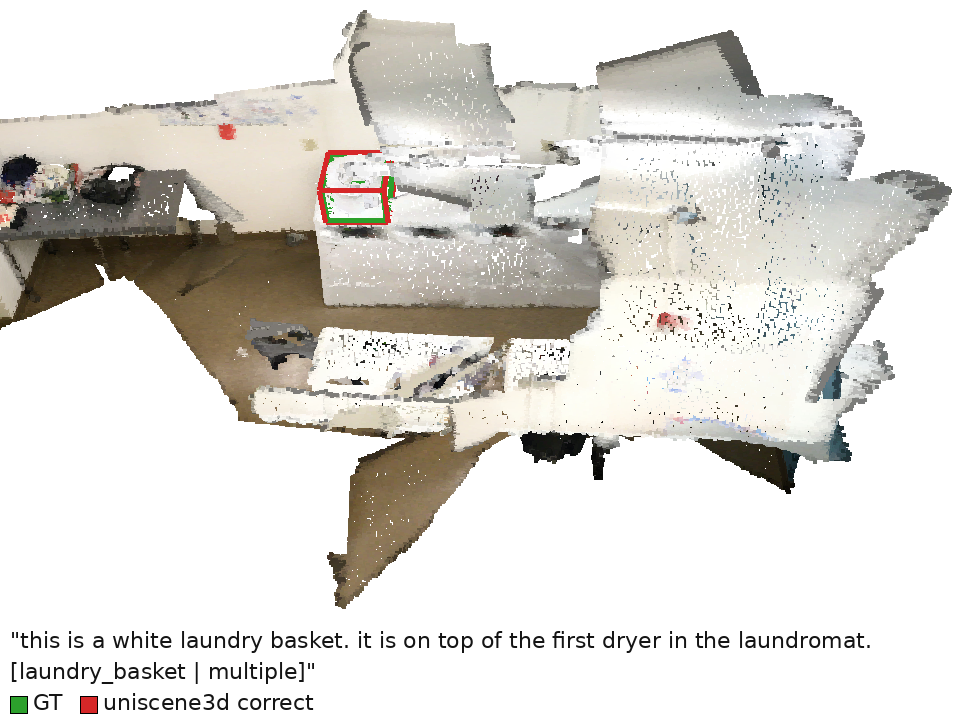 "this is a white laundry basket. it is on top of the first dryer in the laundromat.
[laundry_basket | multiple]"
GT uniscene3d correct